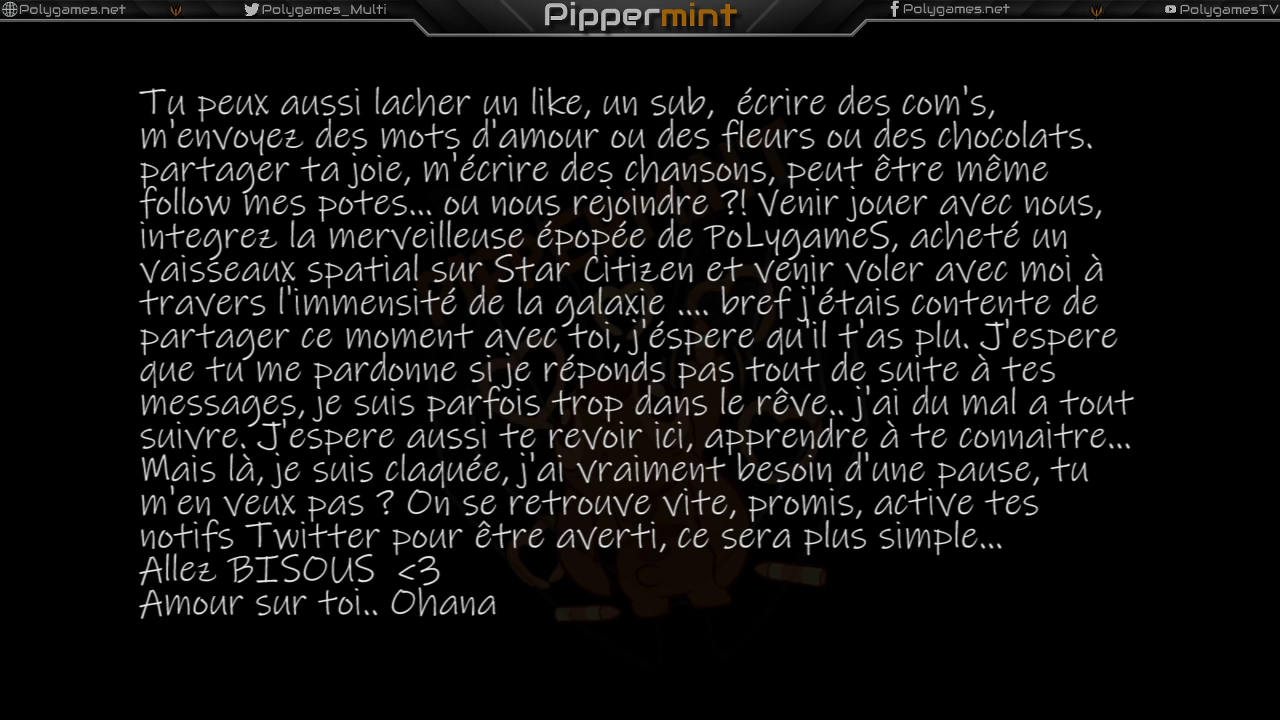 Polygames.net
Polygames_Multi
Pippermint
Polygames.net
PolygamesTV
Tu peux aussi lacher un like, un sub,  écrire des com's,
m'envoyez des mots d'amour ou des fleurs ou des chocolats.
partager ta joie, m'écrire des chansons, peut être même
follow mes potes... ou nous rejoindre ?! Venir jouer avec nous,
integrez la merveilleuse épopée de PoLygameS, acheté un
vaisseaux spatial sur Star Citizen et venir voler avec moi à
travers l'immensité de la galaxie .... bref j'étais contente de
partager ce moment avec toi, j'éspere qu'il t'as plu. J'espere
que tu me pardonne si je réponds pas tout de suite à tes
messages, je suis parfois trop dans le rêve.. j'ai du mal a tout
suivre. J'espere aussi te revoir ici, apprendre à te connaitre...
Mais là, je suis claquée, j'ai vraiment besoin d'une pause, tu
m'en veux pas ? On se retrouve vite, promis, active tes
notifs Twitter pour être averti, ce sera plus simple...
Allez BISOUS  <3
Amour sur toi.. Ohana